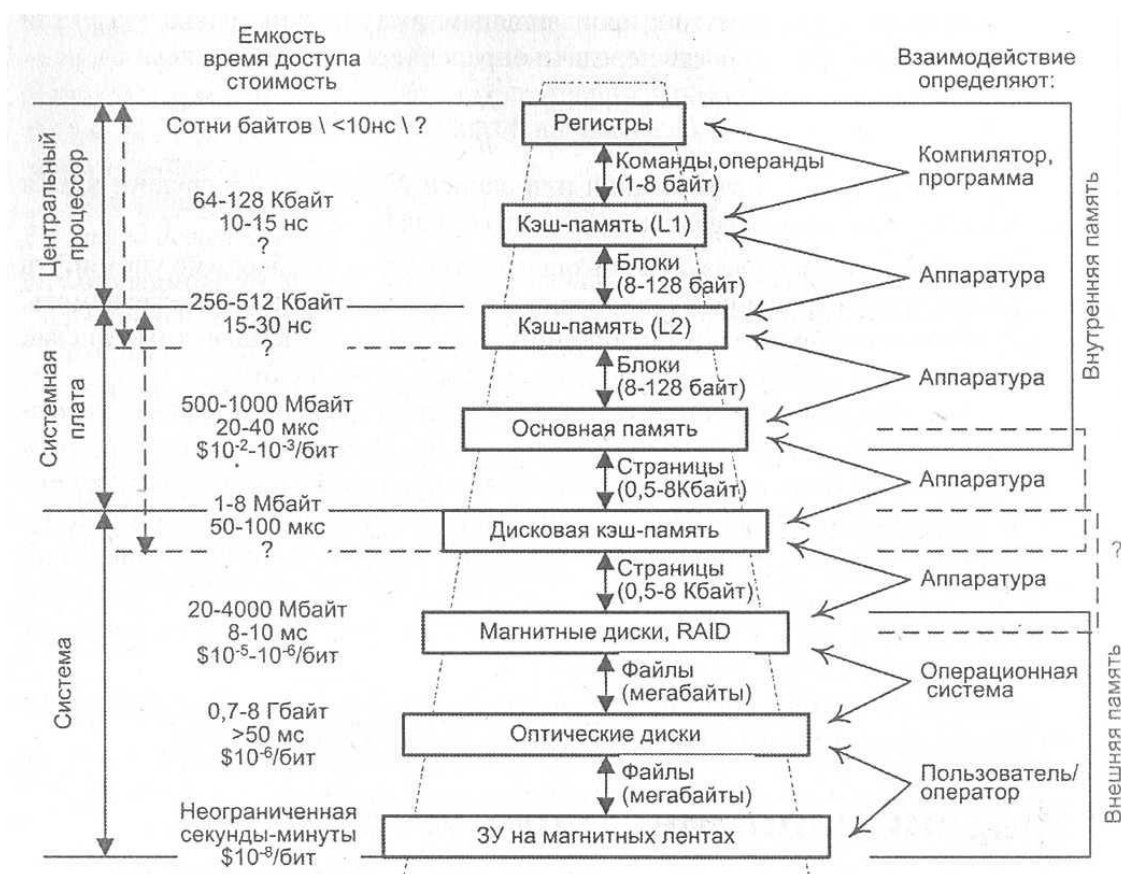 Емкость
время доступа
стоимость
Взаимодействие
определяют:
Сотни байтов \ <10нс \ ?
Регистры
Команды,операнды
(1-8 байт)
Компилятор,
программа
Центральный
процессор
64-128 Кбайт
10-15 нс
?
Кэш-память (L1)
Блоки
(8-128 байт)
Аппаратура
Внутренняя память
256-512 Кбайт
15-30 нс
?
Кэш-память (L2)
Блоки
(8-128 байт)
Аппаратура
Системная
плата
500-1000 Мбайт
20-40 мкс
$10⁻²-10⁻³/бит
Основная память
Страницы
(0,5-8Кбайт)
Аппаратура
1-8 Мбайт
50-100 мкс
?
Дисковая кэш-память
Страницы
(0,5-8 Кбайт)
Аппаратура
?
Система
20-4000 Мбайт
8-10 мс
$10⁻⁵-10⁻⁶/бит
Магнитные диски, RAID
Файлы
(мегабайты)
Операционная
система
Внешняя память
0,7-8 Гбайт
>50 мс
$10⁻⁶/бит
Оптические диски
Файлы
(мегабайты)
Пользователь/
оператор
Неограниченная
секунды-минуты
$10⁻⁸/бит
ЗУ на магнитных лентах